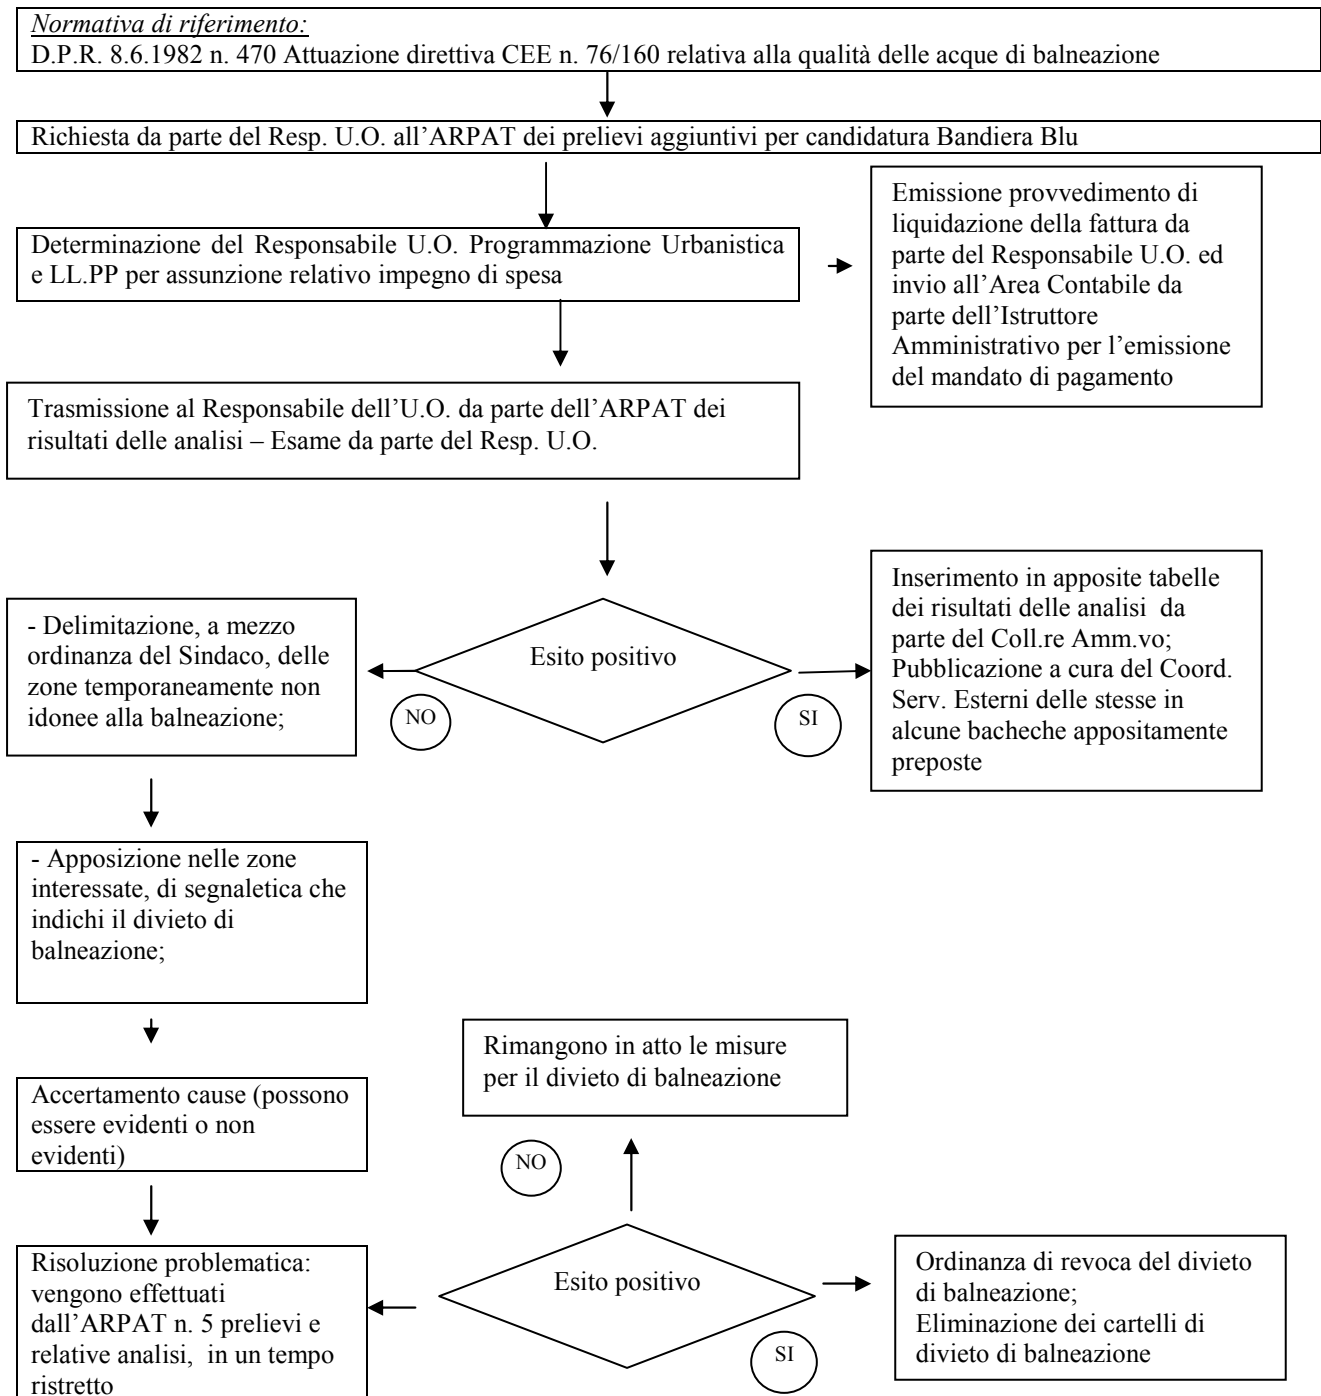 Normativa di riferimento:
D.P.R. 8.6.1982 n. 470 Attuazione direttiva CEE n. 76/160 relativa alla qualità delle acque di balneazione
Richiesta da parte del Resp. U.O. all’ARPAT dei prelievi aggiuntivi per candidatura Bandiera Blu
Determinazione del Responsabile U.O. Programmazione Urbanistica
e LL.PP per assunzione relativo impegno di spesa
Emissione provvedimento di
liquidazione della fattura da
parte del Responsabile U.O. ed
invio all’Area Contabile da
parte dell’Istruttore
Amministrativo per l’emissione
del mandato di pagamento
Trasmissione al Responsabile dell’U.O. da parte dell’ARPAT dei
risultati delle analisi – Esame da parte del Resp. U.O.
- Delimitazione, a mezzo
ordinanza del Sindaco, delle
zone temporaneamente non
idonee alla balneazione;
NO
Esito positivo
SI
Inserimento in apposite tabelle
dei risultati delle analisi da
parte del Coll.re Amm.vo;
Pubblicazione a cura del Coord.
Serv. Esterni delle stesse in
alcune bacheche appositamente
preposte
- Apposizione nelle zone
interessate, di segnaletica che
indichi il divieto di
balneazione;
Accertamento cause (possono
essere evidenti o non
evidenti)
Rimangono in atto le misure
per il divieto di balneazione
NO
Risoluzione problematica:
vengono effettuati
dall’ARPAT n. 5 prelievi e
relative analisi, in un tempo
ristretto
Esito positivo
SI
Ordinanza di revoca del divieto
di balneazione;
Eliminazione dei cartelli di
divieto di balneazione